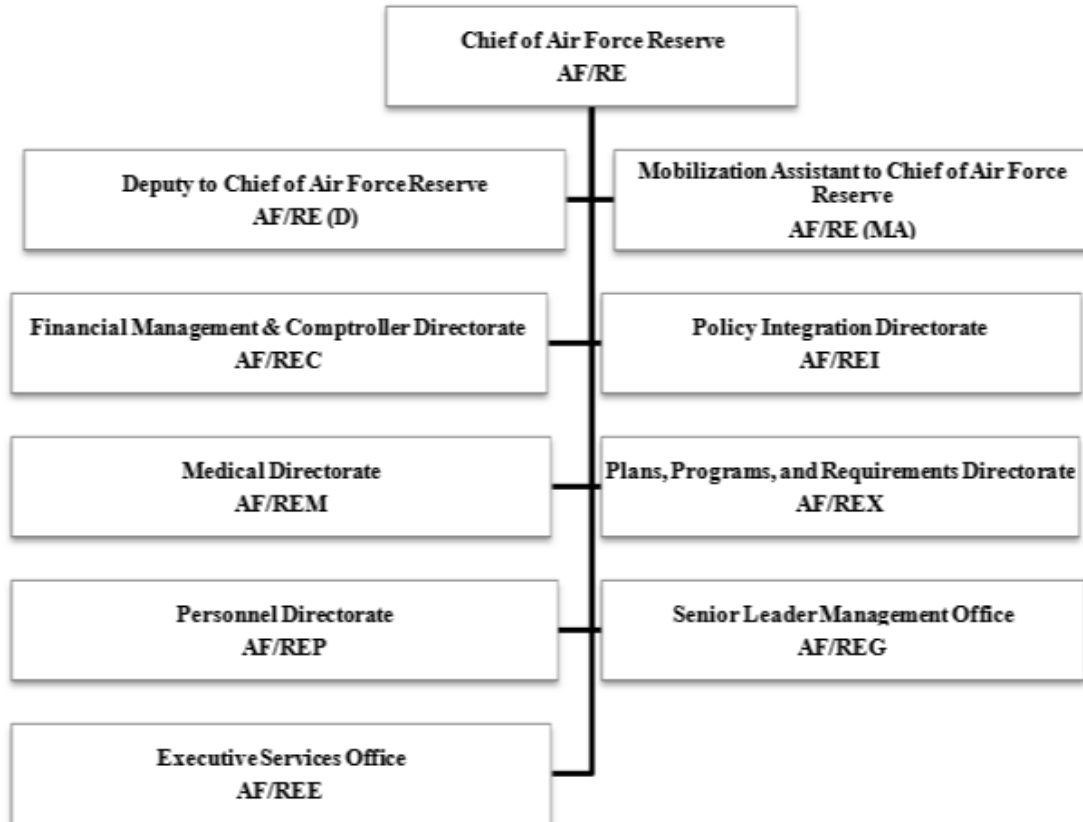 Chief of Air Force Reserve
AF/RE
Deputy to Chief of Air Force Reserve
AF/RE (D)
Mobilization Assistant to Chief of Air Force
Reserve
AF/RE (MA)
Financial Management & Comptroller Directorate
AF/REC
Policy Integration Directorate
AF/REI
Medical Directorate
AF/REM
Plans, Programs, and Requirements Directorate
AF/REX
Personnel Directorate
AF/REP
Senior Leader Management Office
AF/REG
Executive Services Office
AF/REE